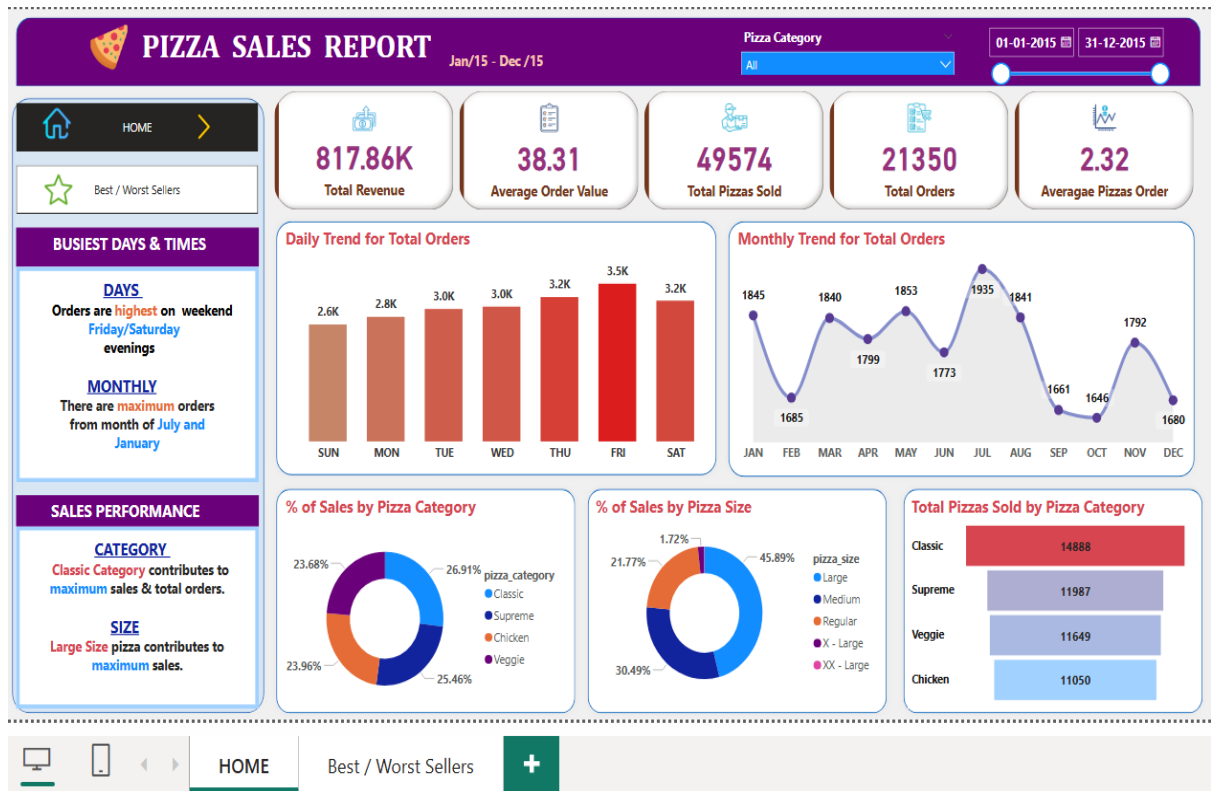 PIZZA SALES REPORT
Jan/15 - Dec /15
Pizza Category
All
01-01-2015
31-12-2015
HOME
Best / Worst Sellers
BUSIEST DAYS & TIMES
DAYS
Orders are highest on weekend
Friday/Saturday
evenings
MONTHLY
There are maximum orders
from month of July and
January
SALES PERFORMANCE
CATEGORY
Classic Category contributes to
maximum sales & total orders.
SIZE
Large Size pizza contributes to
maximum sales.
817.86K
Total Revenue
38.31
Average Order Value
49574
Total Pizzas Sold
21350
Total Orders
2.32
Averagae Pizzas Order
Daily Trend for Total Orders
2.6K
2.8K
3.0K
3.0K
3.2K
3.5K
3.2K
SUN MON TUE WED THU FRI SAT
Monthly Trend for Total Orders
1845
1685
1840
1799
1853
1773
1935
1841
1661
1646
1792
1680
JAN FEB MAR APR MAY JUN JUL AUG SEP OCT NOV DEC
% of Sales by Pizza Category
23.68%
26.91%
23.96%
25.46%
pizza_category
Classic
Supreme
Chicken
Veggie
% of Sales by Pizza Size
1.72%
21.77%
45.89%
30.49%
pizza_size
Large
Medium
Regular
X - Large
XX - Large
Total Pizzas Sold by Pizza Category
Classic 14888
Supreme 11987
Veggie 11649
Chicken 11050
HOME
Best / Worst Sellers
+